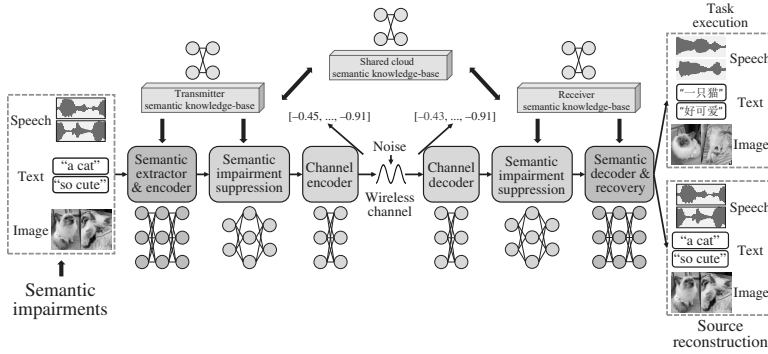 Task
execution
Shared cloud
semantic knowledge-base
Transmitter
semantic knowledge-base
Receiver
semantic knowledge-base
Speech
Text
"一只猫"
"好可爱"
Image
Speech
Text
"a cat"
"so cute"
Image
Semantic
impairments
[−0.45, ..., −0.91]
[−0.43, ..., −0.91]
Semantic
extractor
& encoder
Semantic
impairment
suppression
Channel
encoder
Noise
Wireless
channel
Channel
decoder
Semantic
impairment
suppression
Semantic
decoder &
recovery
Speech
"a cat"
Text
"so cute"
Image
Source
reconstruction